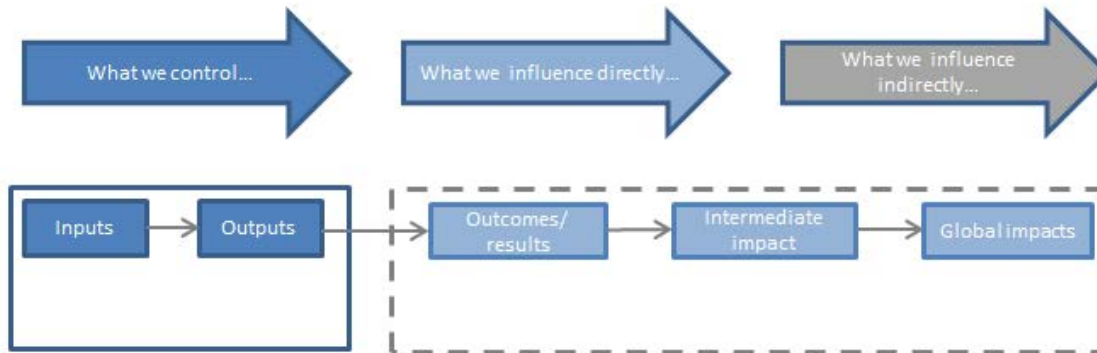 What we control...
What we influence directly...
What we influence
indirectly...
Inputs
Outputs
Outcomes/
results
Intermediate
impact
Global impacts